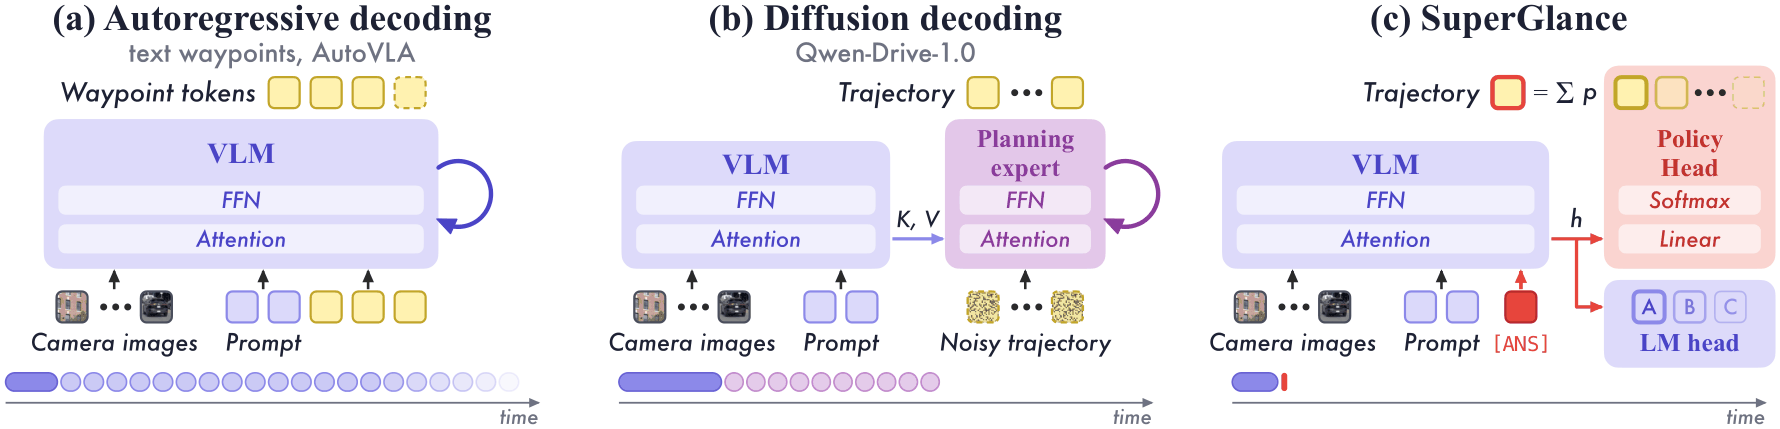 (a) Autoregressive decoding
text waypoints, AutoVLA
Waypoint tokens
VLM
FFN
Attention
Camera images
Prompt
time
(b) Diffusion decoding
Qwen-Drive-1.0
Trajectory
VLM
FFN
Attention
K, V
Planning
expert
FFN
Attention
Camera images
Prompt
Noisy trajectory
time
(c) SuperGlance
Trajectory = Σ p
VLM
FFN
Attention
h
Policy
Head
Softmax
Linear
A B C
LM head
Camera images
Prompt
[ANS]
time